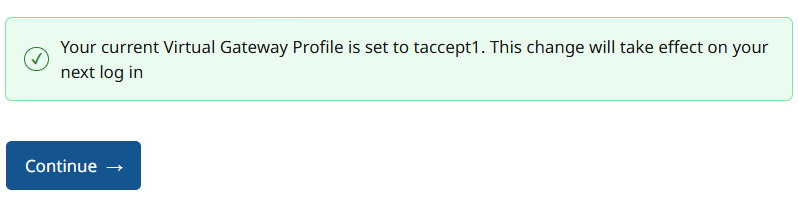 Your current Virtual Gateway Profile is set to taccept1. This change will take effect on your
next log in
Continue →